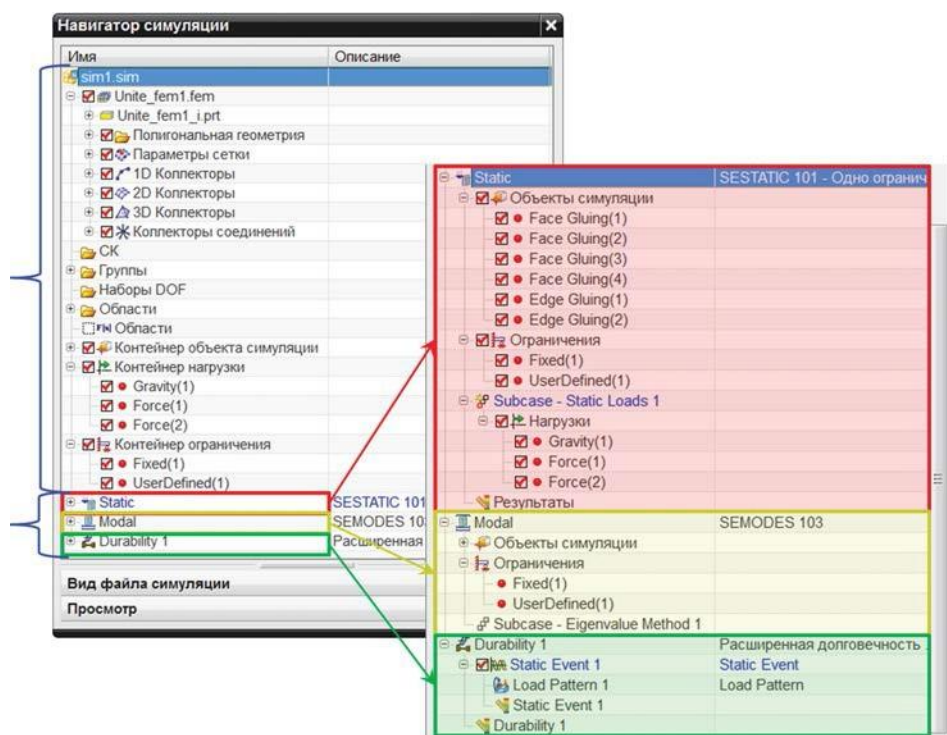 Навигатор симуляции
Имя Описание
sim1.sim
Unite_fem1.fem
Unite_fem1_i.prt
Полигональная геометрия
Параметры сетки
1D Коллекторы
2D Коллекторы
3D Коллекторы
Коллекторы соединений
СК
Группы
Наборы DOF
Области
Области
Контейнер объекта симуляции
Контейнер нагрузки
Gravity(1)
Force(1)
Force(2)
Контейнер ограничения
Fixed(1)
UserDefined(1)
Static SESTATIC 101
Modal SEMODES 10
Durability 1 Расширенная
Вид файла симуляции
Просмотр
Static SESTATIC 101 - Одно огранич
Объекты симуляции
Face Gluing(1)
Face Gluing(2)
Face Gluing(3)
Face Gluing(4)
Edge Gluing(1)
Edge Gluing(2)
Ограничения
Fixed(1)
UserDefined(1)
Subcase - Static Loads 1
Нагрузки
Gravity(1)
Force(1)
Force(2)
Результаты
Modal SEMODES 103
Объекты симуляции
Ограничения
Fixed(1)
UserDefined(1)
Subcase - Eigenvalue Method 1
Durability 1 Расширенная долговечность
Static Event 1 Static Event
Load Pattern 1 Load Pattern
Static Event 1
Durability 1